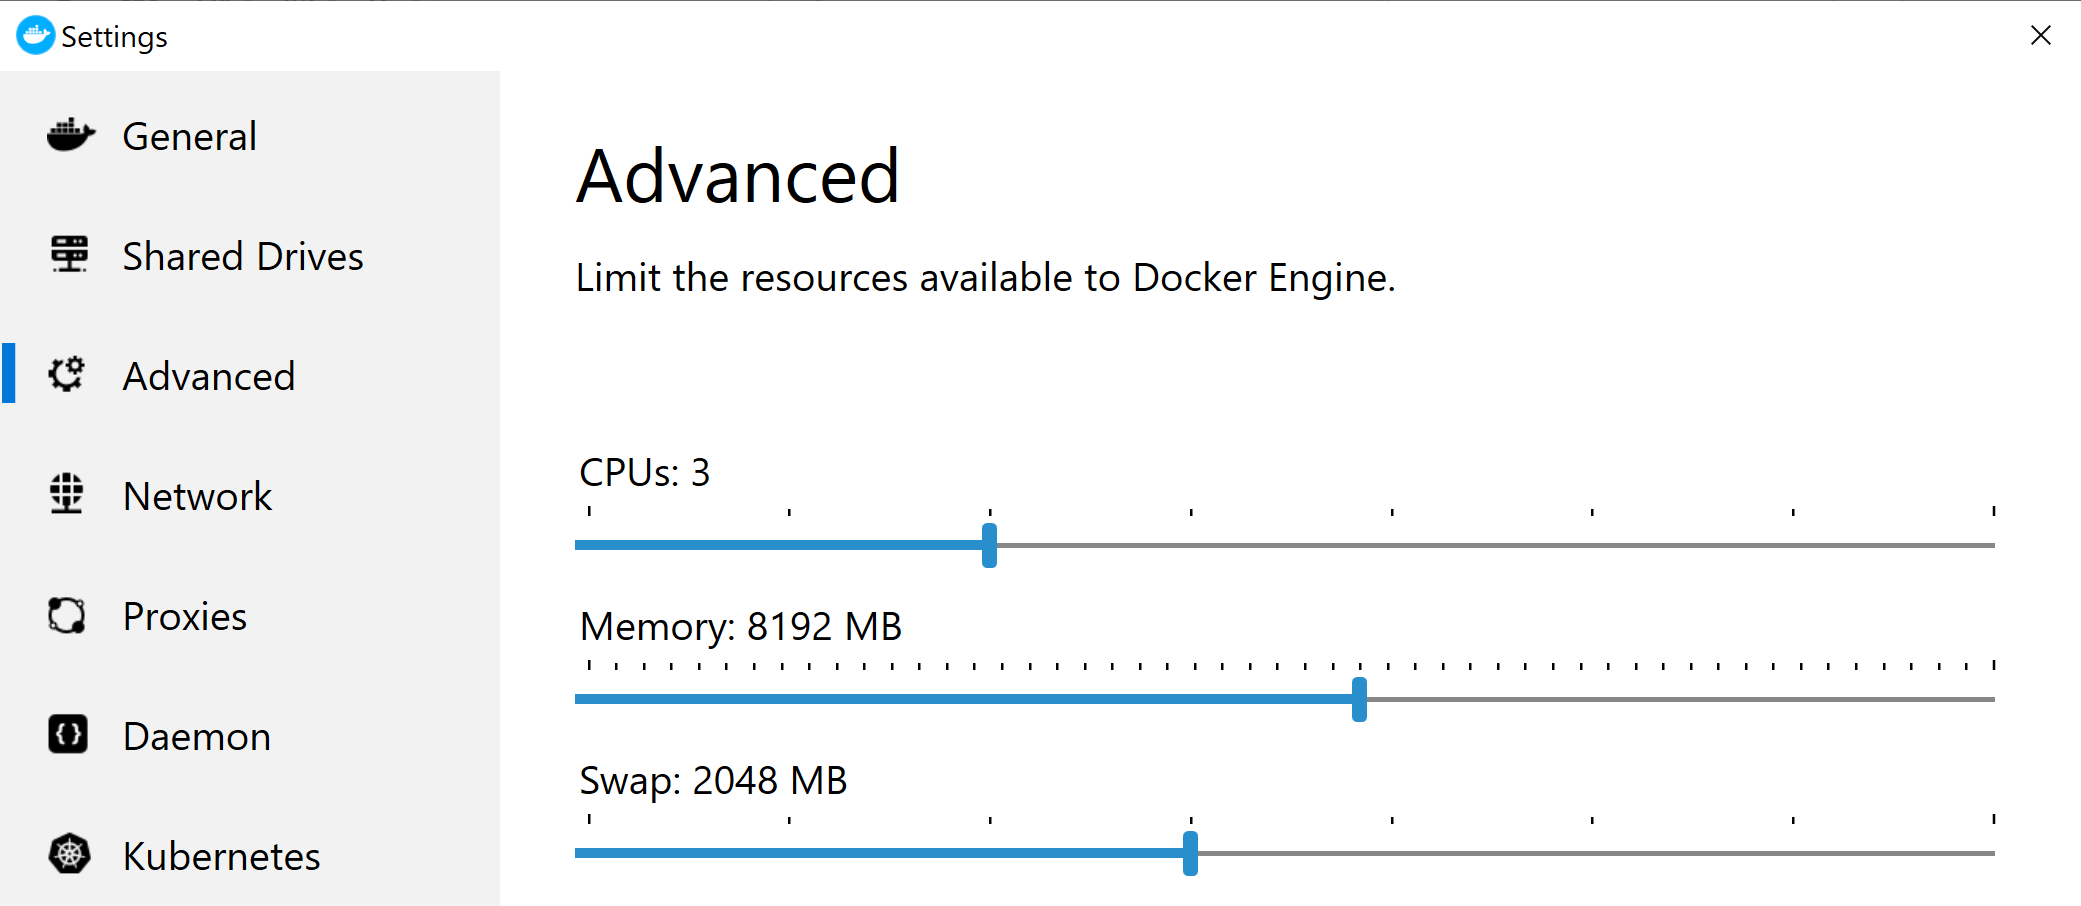 Settings
General
Shared Drives
Advanced
Network
Proxies
Daemon
Kubernetes
Advanced
Limit the resources available to Docker Engine.
CPUs: 3
Memory: 8192 MB
Swap: 2048 MB